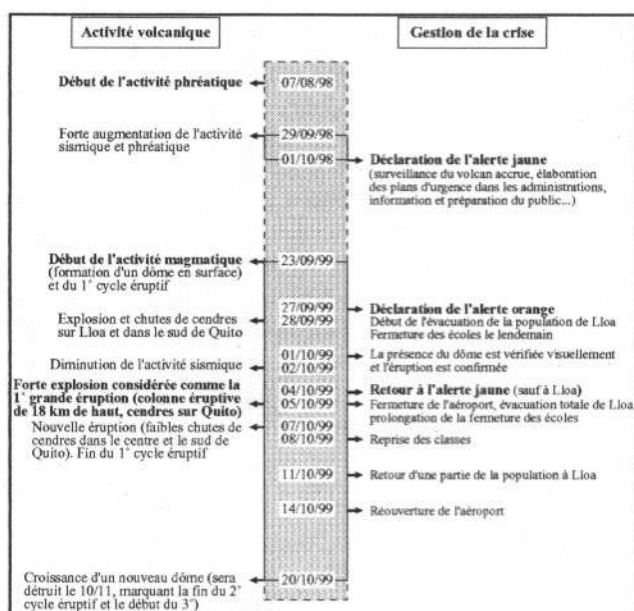 Activité volcanique
Gestion de la crise
Début de l'activité phréatique
07/08/98
Forte augmentation de l'activité
sismique et phréatique
29/09/98
01/10/98
Déclaration de l'alerte jaune
(surveillance du volcan accrue, élaboration
des plans d'urgence dans les administrations,
information et préparation du public...)
Début de l'activité magmatique
(formation d'un dôme en surface)
et du 1° cycle éruptif
23/09/99
27/09/99
Déclaration de l'alerte orange
Explosion et chutes de cendres
sur Lloa et dans le sud de Quito
28/09/99
Début de l'évacuation de la population de Lloa
Fermeture des écoles le lendemain
01/10/99
La présence du dôme est vérifiée visuellement
et l'éruption est confirmée
Diminution de l'activité sismique
02/10/99
Forte explosion considérée comme la
1° grande éruption (colonne éruptive
de 18 km de haut, cendres sur Quito)
04/10/99
Retour à l'alerte jaune (sauf à Lloa)
05/10/99
Fermeture de l'aéroport, évacuation totale de Lloa
prolongation de la fermeture des écoles
Nouvelle éruption (faibles chutes de
cendres dans le centre et le sud de
Quito). Fin du 1° cycle éruptif
07/10/99
08/10/99
Reprise des classes
11/10/99
Retour d'une partie de la population à Lloa
14/10/99
Réouverture de l'aéroport
Croissance d'un nouveau dôme (sera
détruit le 10/11, marquant la fin du 2°
cycle éruptif et le début du 3°)
20/10/99